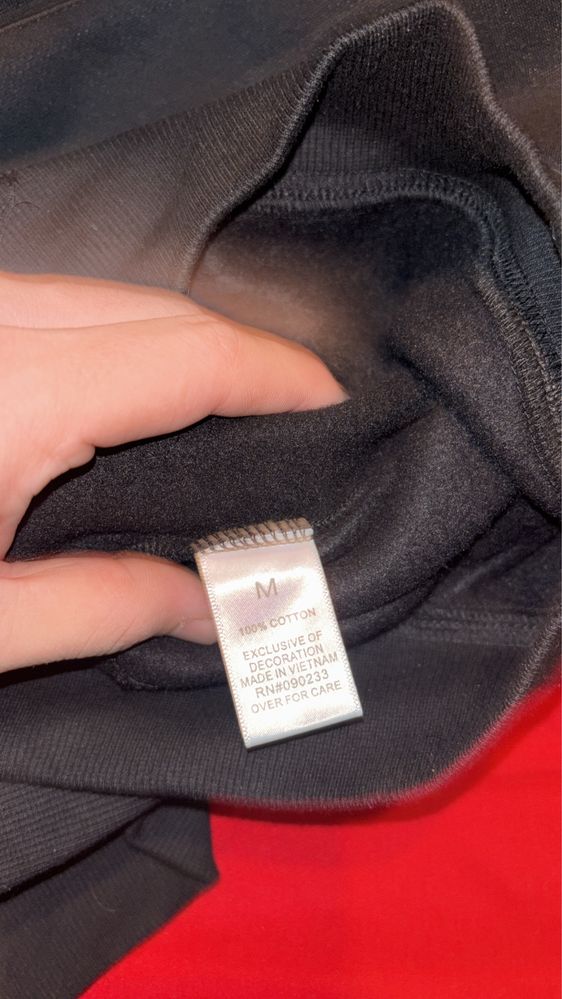 M
100% COTTON
EXCLUSIVE OF
DECORATION
MADE IN VIETNAM
RN#090233
OVER FOR CARE